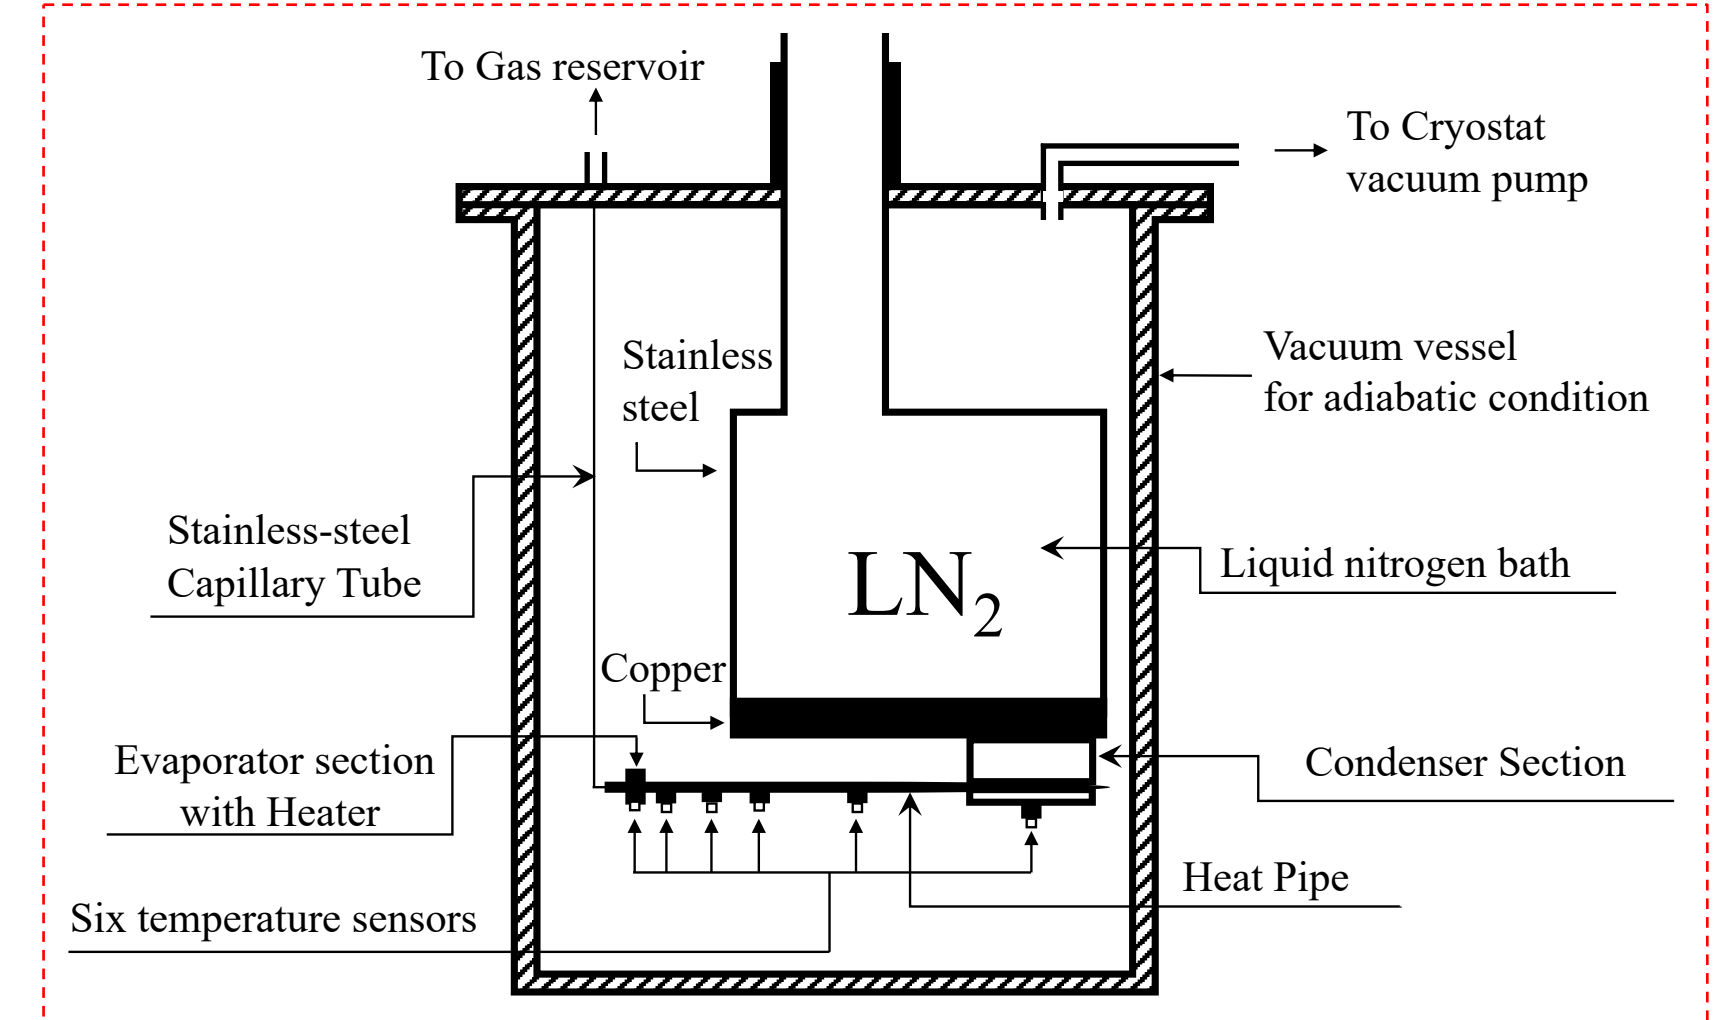 To Gas reservoir
To Cryostat
vacuum pump
Stainless
steel
Vacuum vessel
for adiabatic condition
Stainless-steel
Capillary Tube
LN₂
Liquid nitrogen bath
Copper
Evaporator section
with Heater
Condenser Section
Heat Pipe
Six temperature sensors